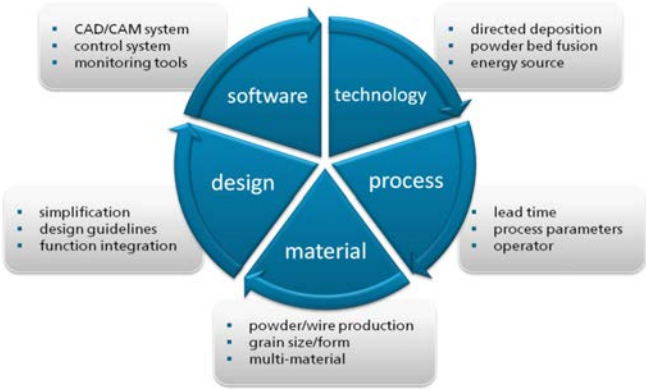 CAD/CAM system
control system
monitoring tools
directed deposition
powder bed fusion
energy source
software
technology
design
process
material
simplification
design guidelines
function integration
lead time
process parameters
operator
powder/wire production
grain size/form
multi-material